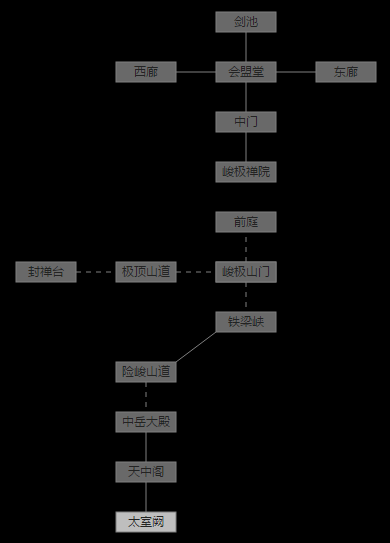 剑池
西廊 会盟堂 东廊
中门
峻极禅院
前庭
封禅台 极顶山道 峻极山门
铁梁峡
险峻山道
中岳大殿
天中阁
太室阙